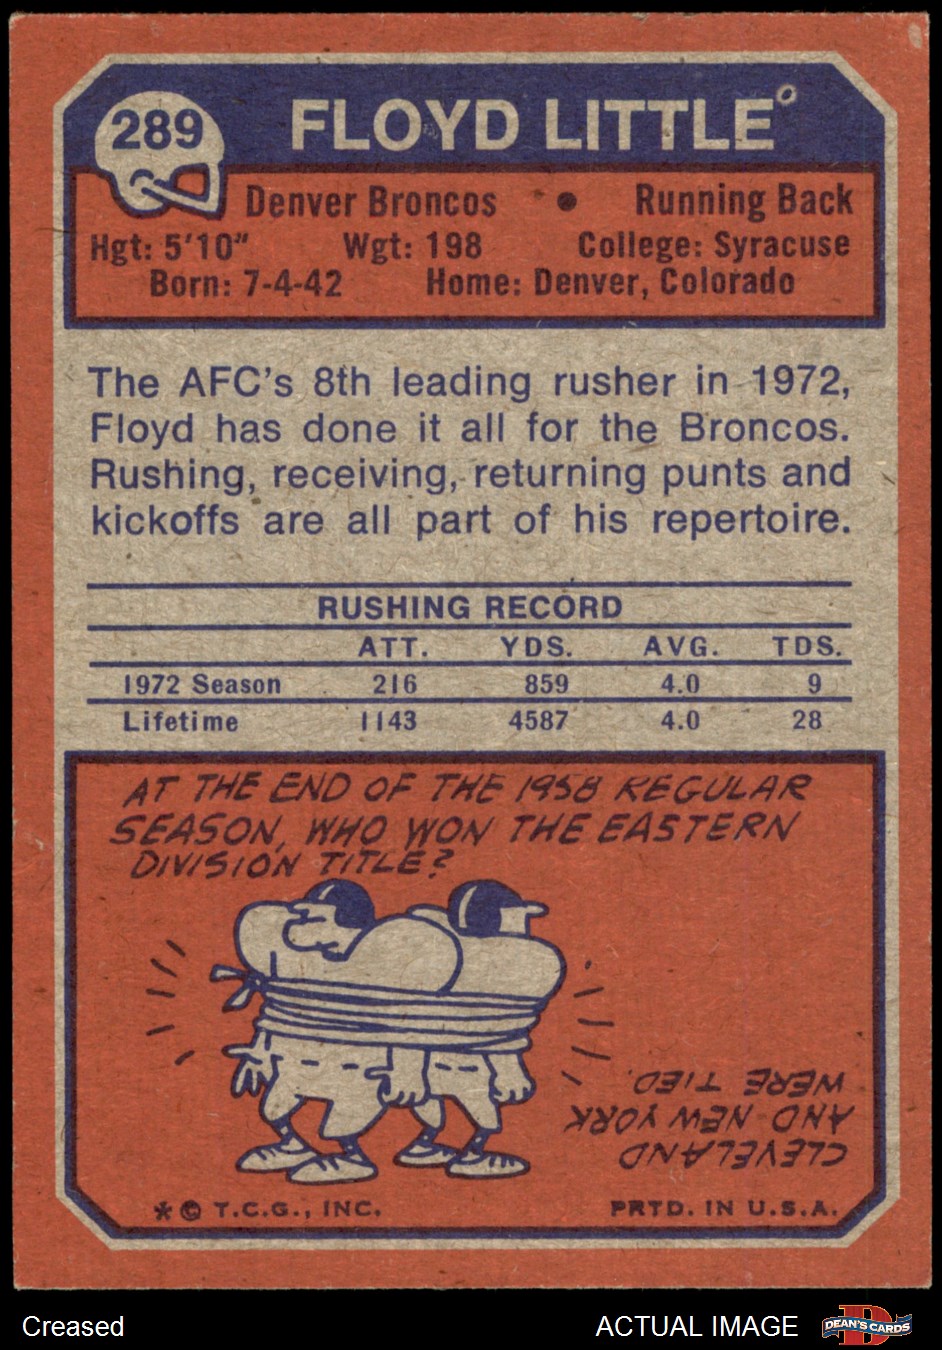 289
FLOYD LITTLE
Denver Broncos • Running Back
Hgt: 5'10" Wgt: 198 College: Syracuse
Born: 7-4-42 Home: Denver, Colorado
The AFC's 8th leading rusher in 1972,
Floyd has done it all for the Broncos.
Rushing, receiving, returning punts and
kickoffs are all part of his repertoire.
RUSHING RECORD
ATT. YDS. AVG. TDS.
1972 Season 216 859 4.0 9
Lifetime 1143 4587 4.0 28
AT THE END OF THE 1958 REGULAR
SEASON, WHO WON THE EASTERN
DIVISION TITLE?
CLEVELAND
AND NEW YORK
WERE TIED.
* © T.C.G., INC. PRTD. IN U.S.A.
Creased ACTUAL IMAGE D DEAN'S CARDS